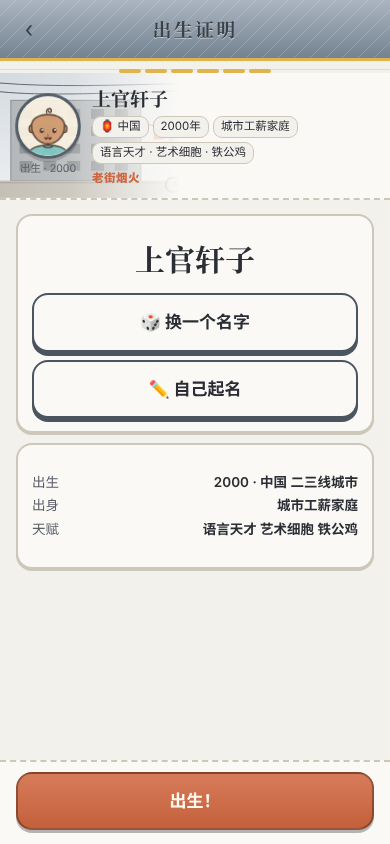 出生证明
上官轩子
中国 2000年 城市工薪家庭
语言天才 · 艺术细胞 · 铁公鸡
出生 · 2000
老街烟火
上官轩子
换一个名字
自己起名
出生 2000 · 中国 二三线城市
出身 城市工薪家庭
天赋 语言天才 艺术细胞 铁公鸡
出生！